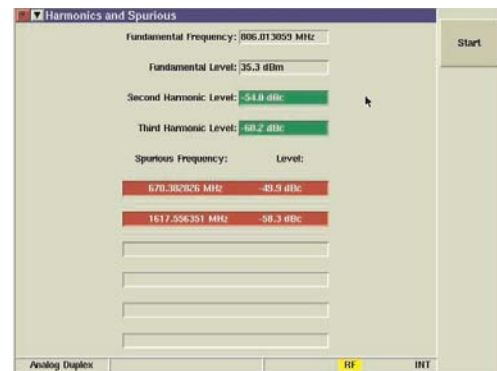 Harmonics and Spurious
Start
Fundamental Frequency: 806.013059 MHz
Fundamental Level: 35.3 dBm
Second Harmonic Level: -54.0 dBc
Third Harmonic Level: -60.2 dBc
Spurious Frequency: Level:
670.382826 MHz -49.9 dBc
1617.556351 MHz -58.3 dBc
Analog Duplex RF INT